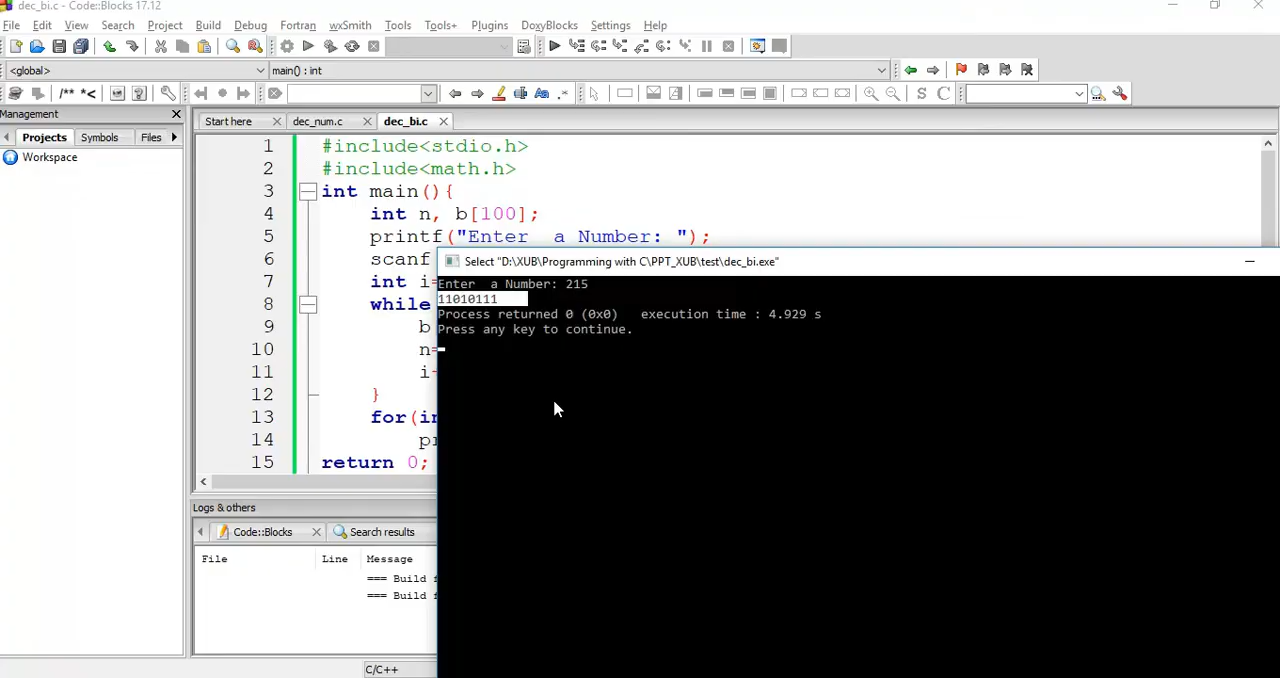 dec_bi.c - Code::Blocks 17.12
File Edit View Search Project Build Debug Fortran wxSmith Tools Tools+ Plugins DoxyBlocks Settings Help
<global> main() : int
/** *<
Management
Projects Symbols Files
Workspace
Start here dec_num.c dec_bi.c
1 #include<stdio.h>
2 #include<math.h>
3 int main(){
4 int n, b[100];
5 printf("Enter  a Number: ");
6 scanf
7 int i=
8 while
9 b
10 n=
11 i
12 }
13 for(in
14 pr
15 return 0;
Select "D:\XUB\Programming with C\PPT_XUB\test\dec_bi.exe"
Enter  a Number: 215
11010111
Process returned 0 (0x0)   execution time : 4.929 s
Press any key to continue.
Logs & others
Code::Blocks Search results
File Line Message
=== Build f
=== Build f
C/C++